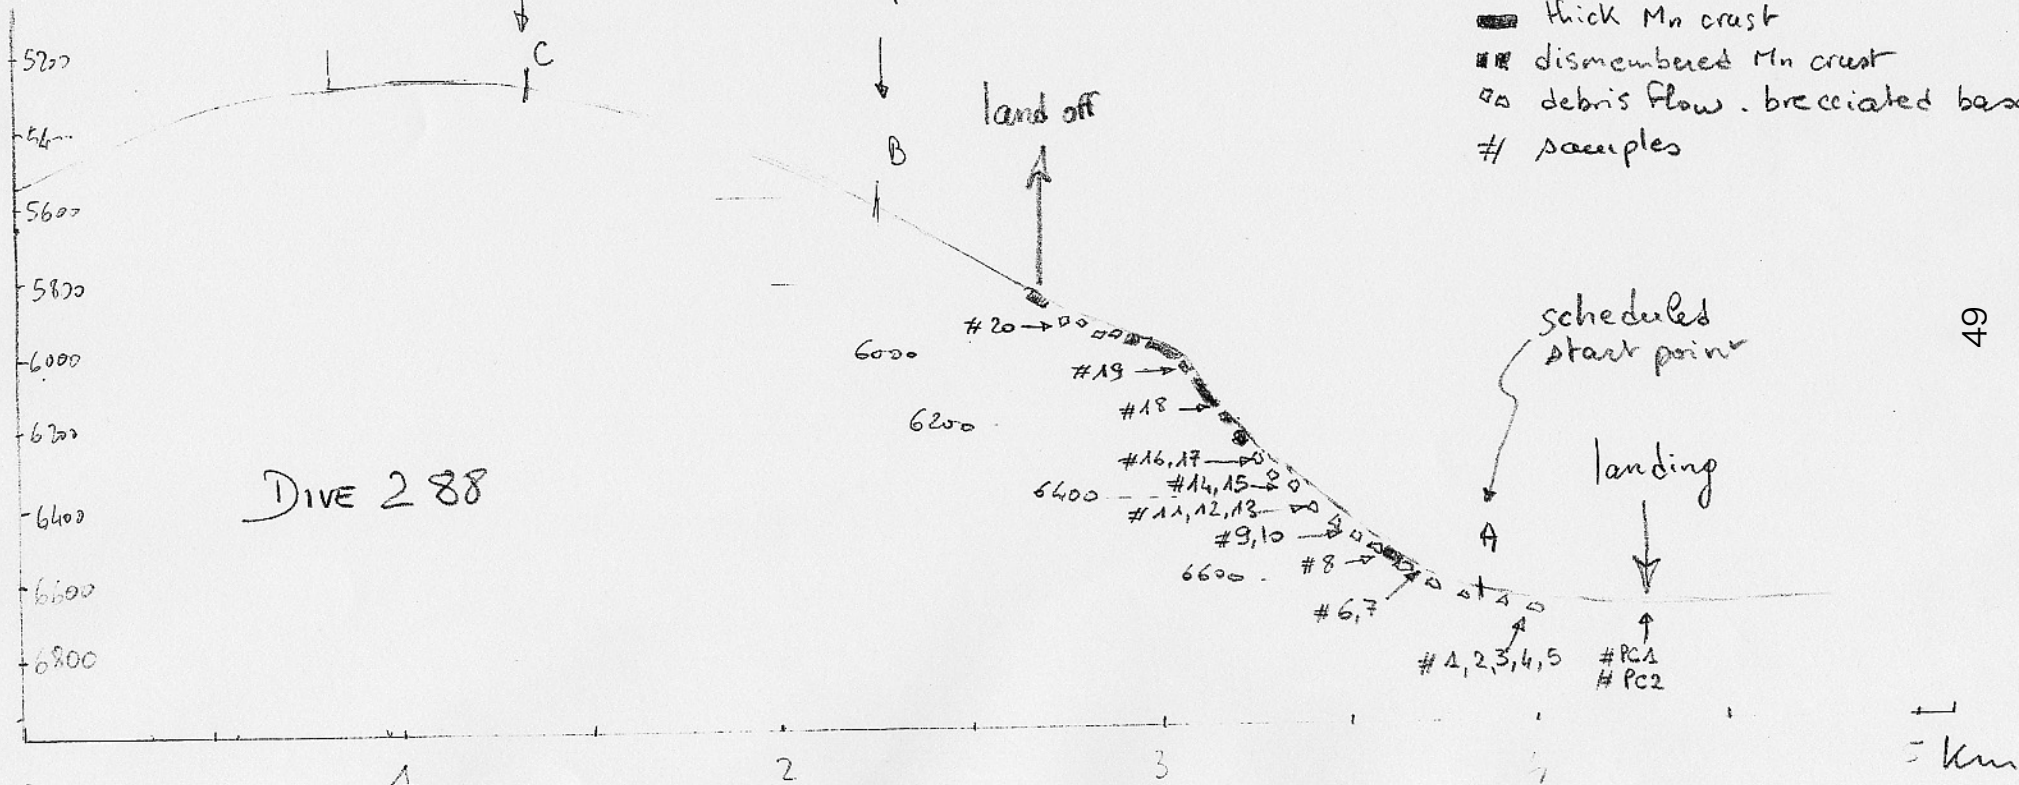 thick Mn crust
dismembered Mn crust
debris flow . brecciated bas
# samples
5200
54
5600
5800
6000
6200
6400
6600
6800
C
B
land off
#20
6000
#19
#18
6200
#16,17
#14,15
6400
#11,12,13
#9,10
#8
6600
#6,7
scheduled
start point
A
landing
#1,2,3,4,5
#PC1
#PC2
DIVE 288
49
1
2
3
Km